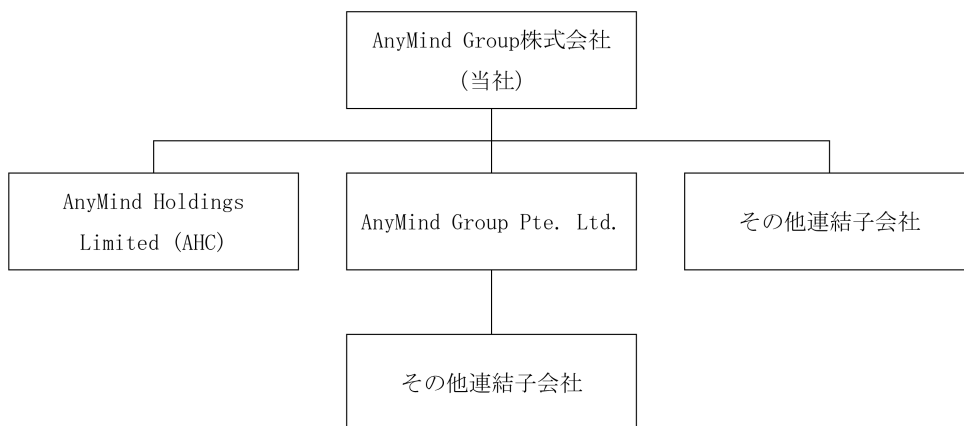 AnyMind Group株式会社
(当社)
AnyMind Holdings
Limited (AHC)
AnyMind Group Pte. Ltd.
その他連結子会社
その他連結子会社